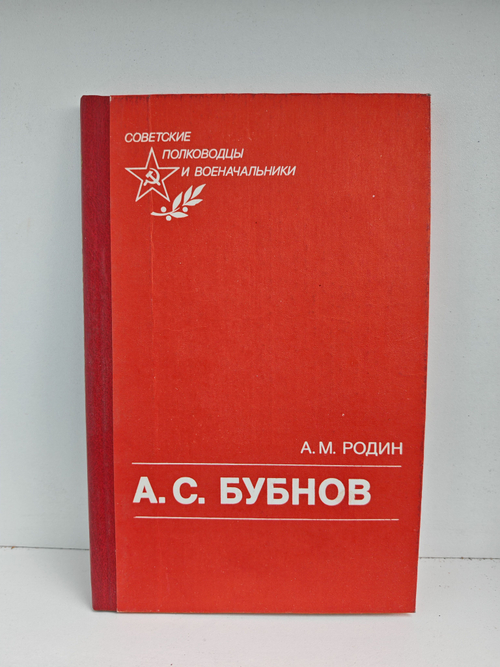 СОВЕТСКИЕ
ПОЛКОВОДЦЫ
И ВОЕНАЧАЛЬНИКИ
А. М. РОДИН
А. С. БУБНОВ